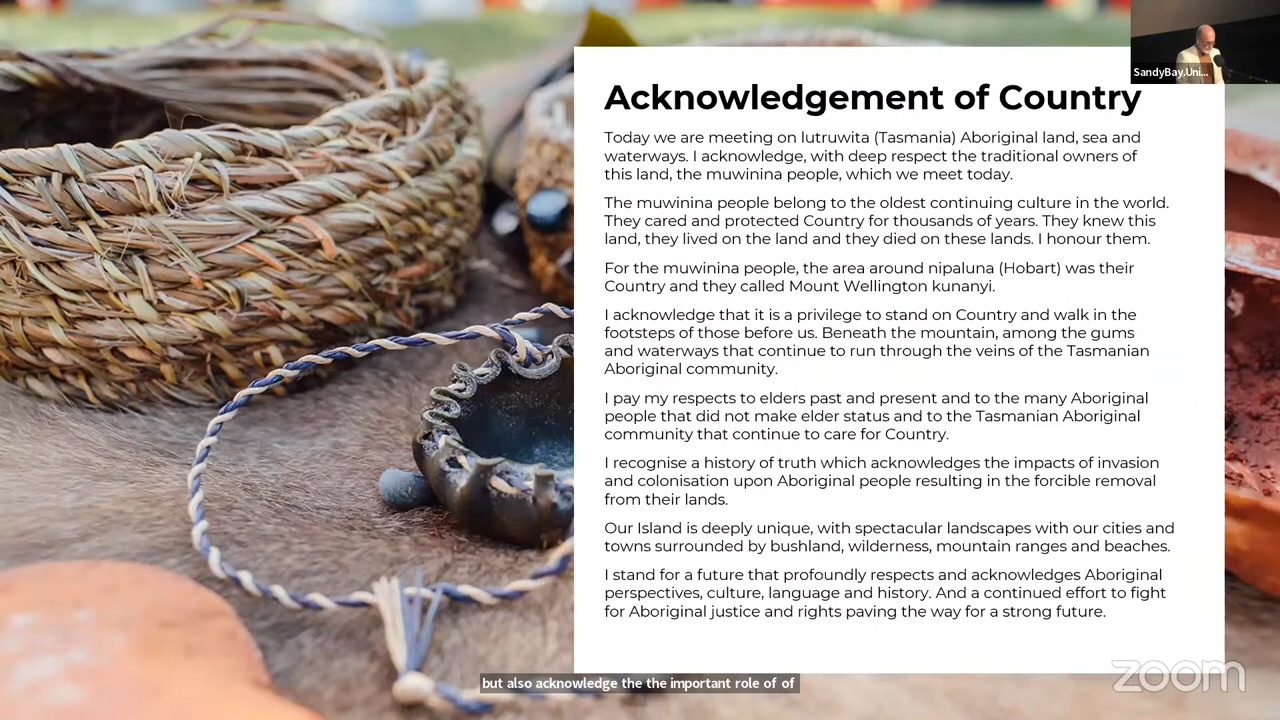 SandyBay.Uni...
Acknowledgement of Country
Today we are meeting on lutruwita (Tasmania) Aboriginal land, sea and
waterways. I acknowledge, with deep respect the traditional owners of
this land, the muwinina people, which we meet today.
The muwinina people belong to the oldest continuing culture in the world.
They cared and protected Country for thousands of years. They knew this
land, they lived on the land and they died on these lands. I honour them.
For the muwinina people, the area around nipaluna (Hobart) was their
Country and they called Mount Wellington kunanyi.
I acknowledge that it is a privilege to stand on Country and walk in the
footsteps of those before us. Beneath the mountain, among the gums
and waterways that continue to run through the veins of the Tasmanian
Aboriginal community.
I pay my respects to elders past and present and to the many Aboriginal
people that did not make elder status and to the Tasmanian Aboriginal
community that continue to care for Country.
I recognise a history of truth which acknowledges the impacts of invasion
and colonisation upon Aboriginal people resulting in the forcible removal
from their lands.
Our Island is deeply unique, with spectacular landscapes with our cities and
towns surrounded by bushland, wilderness, mountain ranges and beaches.
I stand for a future that profoundly respects and acknowledges Aboriginal
perspectives, culture, language and history. And a continued effort to fight
for Aboriginal justice and rights paving the way for a strong future.
zoom
but also acknowledge the the important role of of